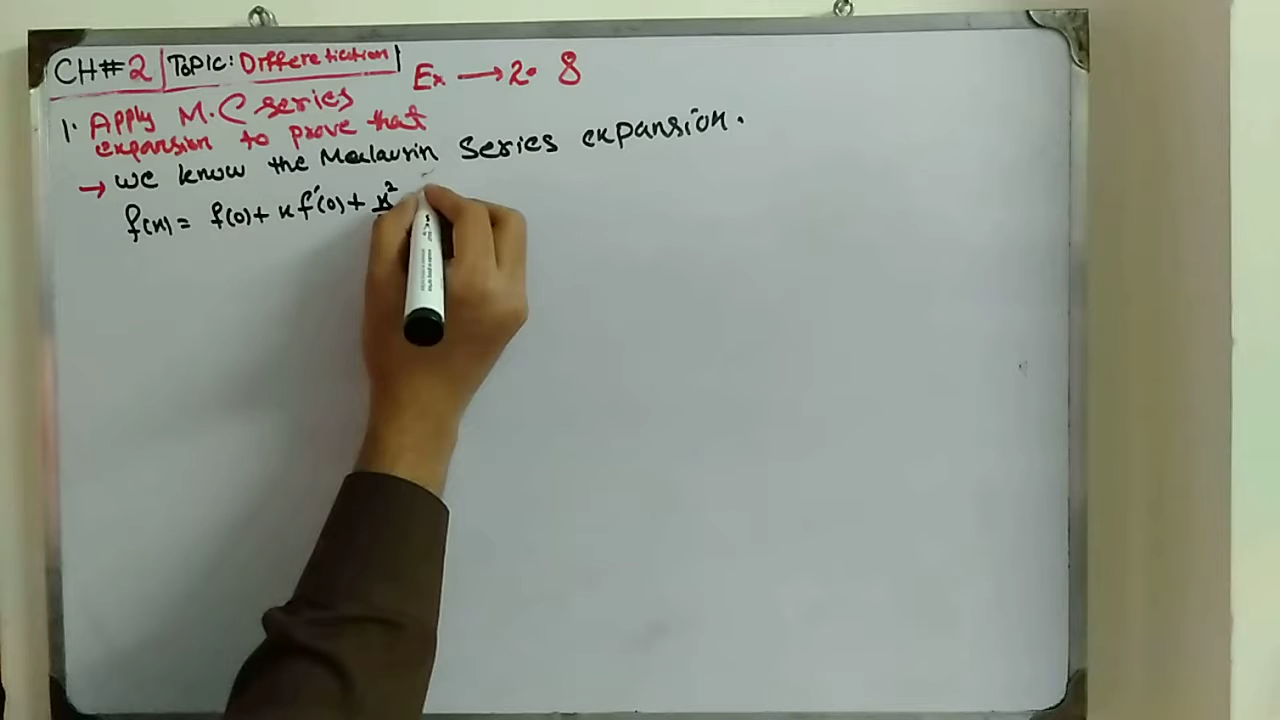 CH#2 | TOPIC: Differetiation | Ex → 2. 8
1. Apply M.C series
expansion to prove that
→ we know the Maclaurin series expansion.
f(x) = f(0) + x f'(0) + x²